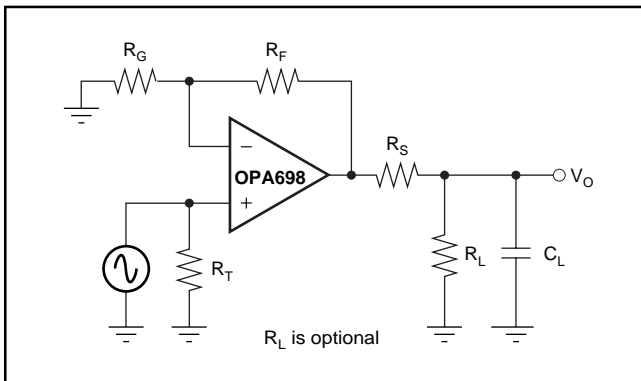 R_G
R_F
R_S
−
OPA698
+
V_O
R_T
R_L
C_L
R_L is optional